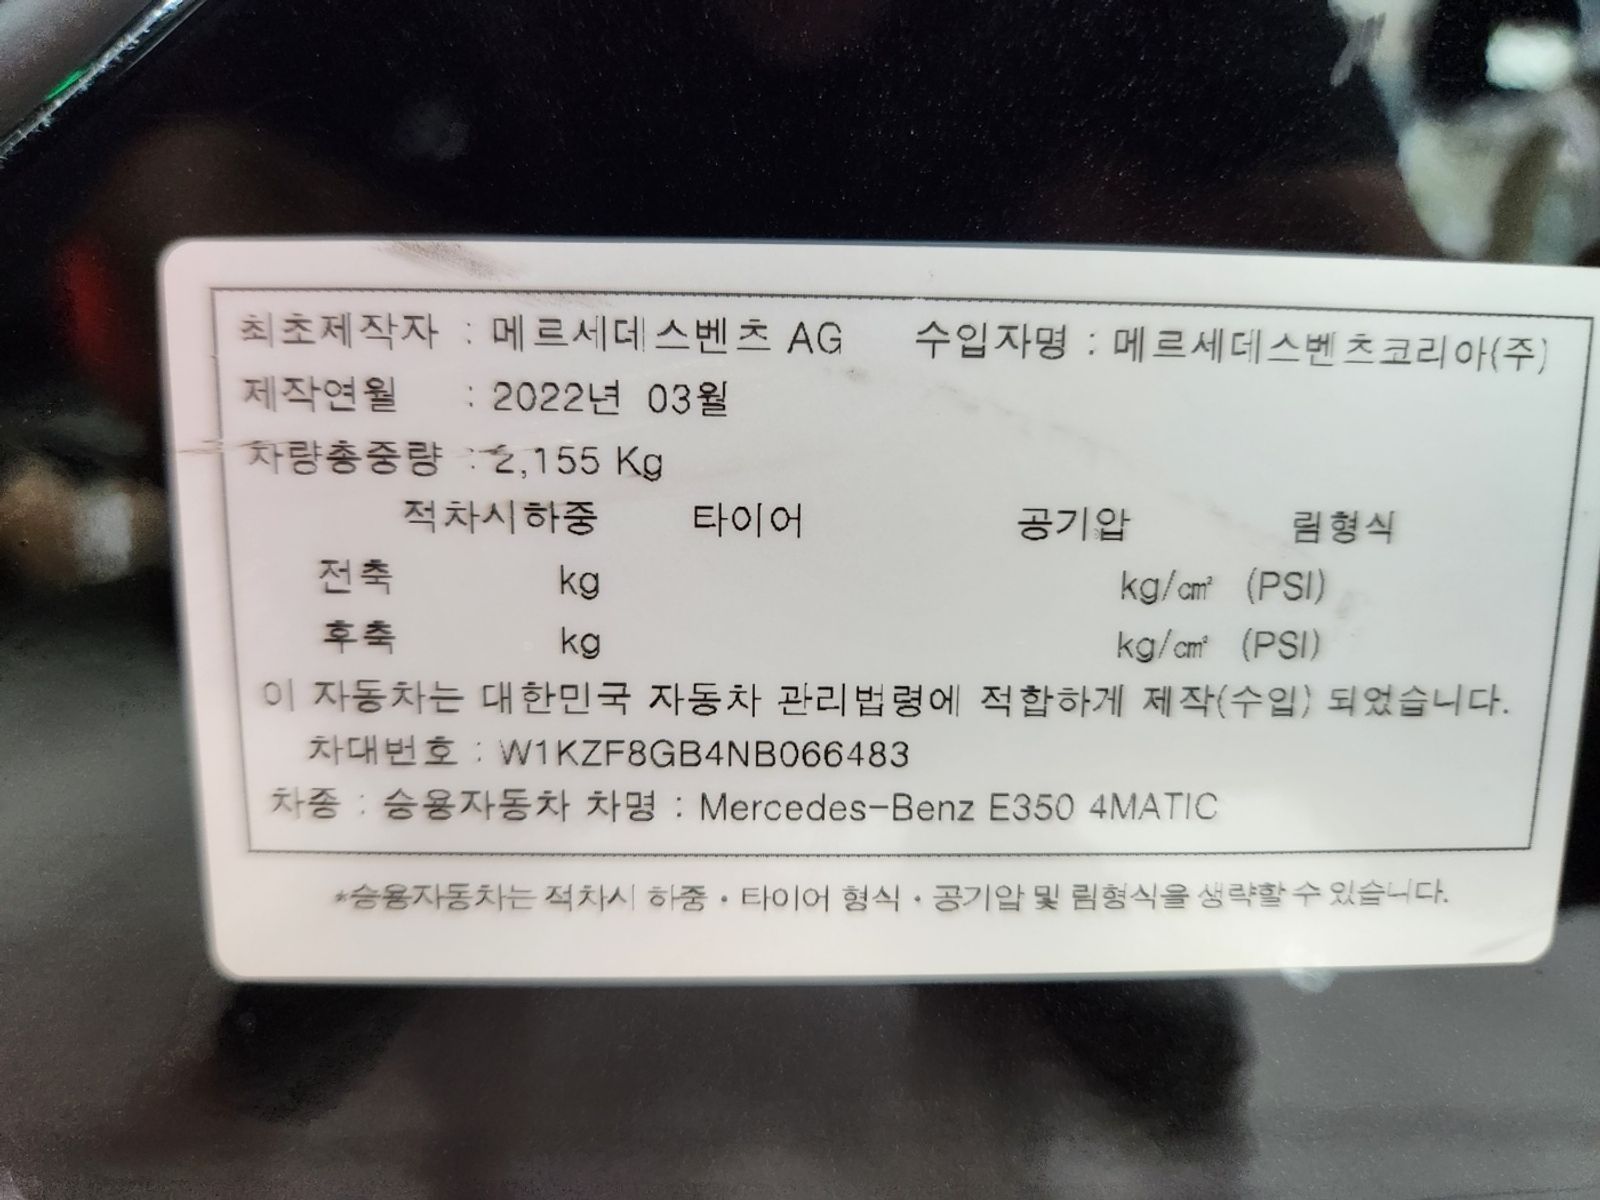 최초제작자 : 메르세데스벤츠 AG 수입자명 : 메르세데스벤츠코리아(주)
제작연월 : 2022년 03월
차량총중량 : 2,155 Kg
적차시하중 타이어 공기압 림형식
전축 kg kg/㎠ (PSI)
후축 kg kg/㎠ (PSI)
이 자동차는 대한민국 자동차 관리법령에 적합하게 제작(수입) 되었습니다.
차대번호 : W1KZF8GB4NB066483
차종 : 승용자동차 차명 : Mercedes-Benz E350 4MATIC
*승용자동차는 적차시 하중·타이어 형식·공기압 및 림형식을 생략할 수 있습니다.